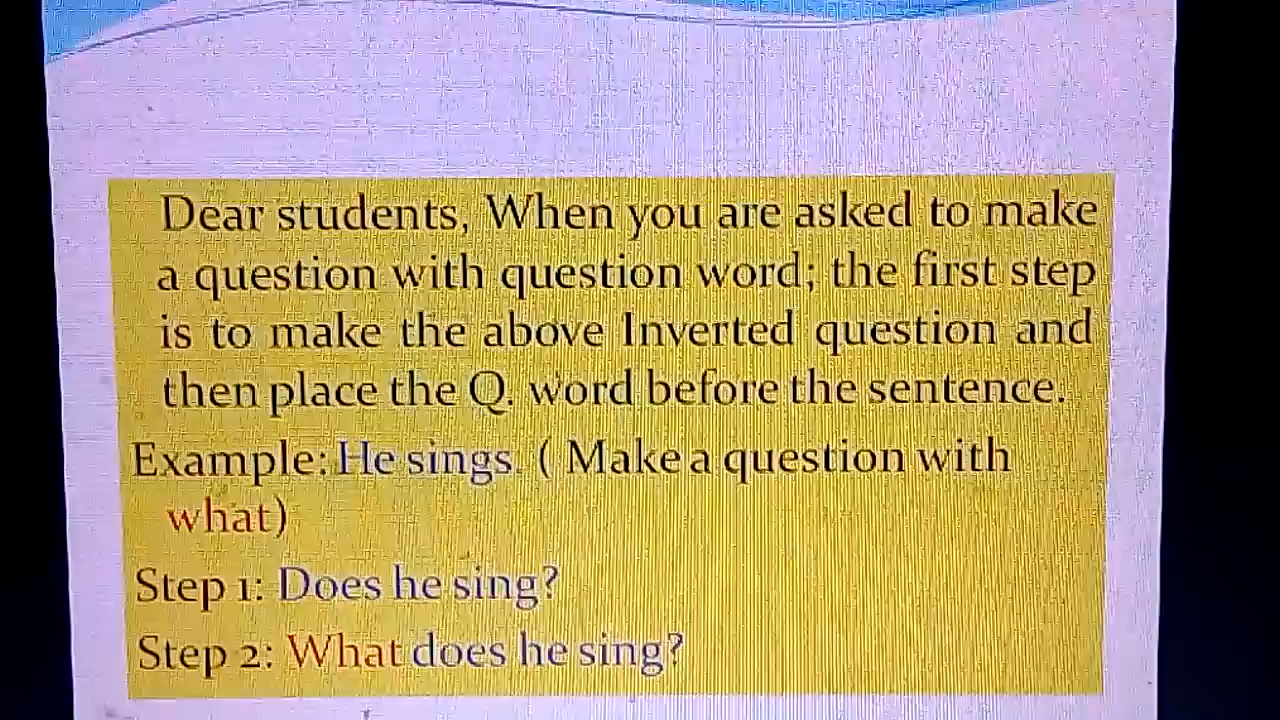 Dear students, When you are asked to make
a question with question word; the first step
is to make the above Inverted question and
then place the Q. word before the sentence.
Example: He sings. ( Make a question with
what)
Step 1: Does he sing?
Step 2: What does he sing?